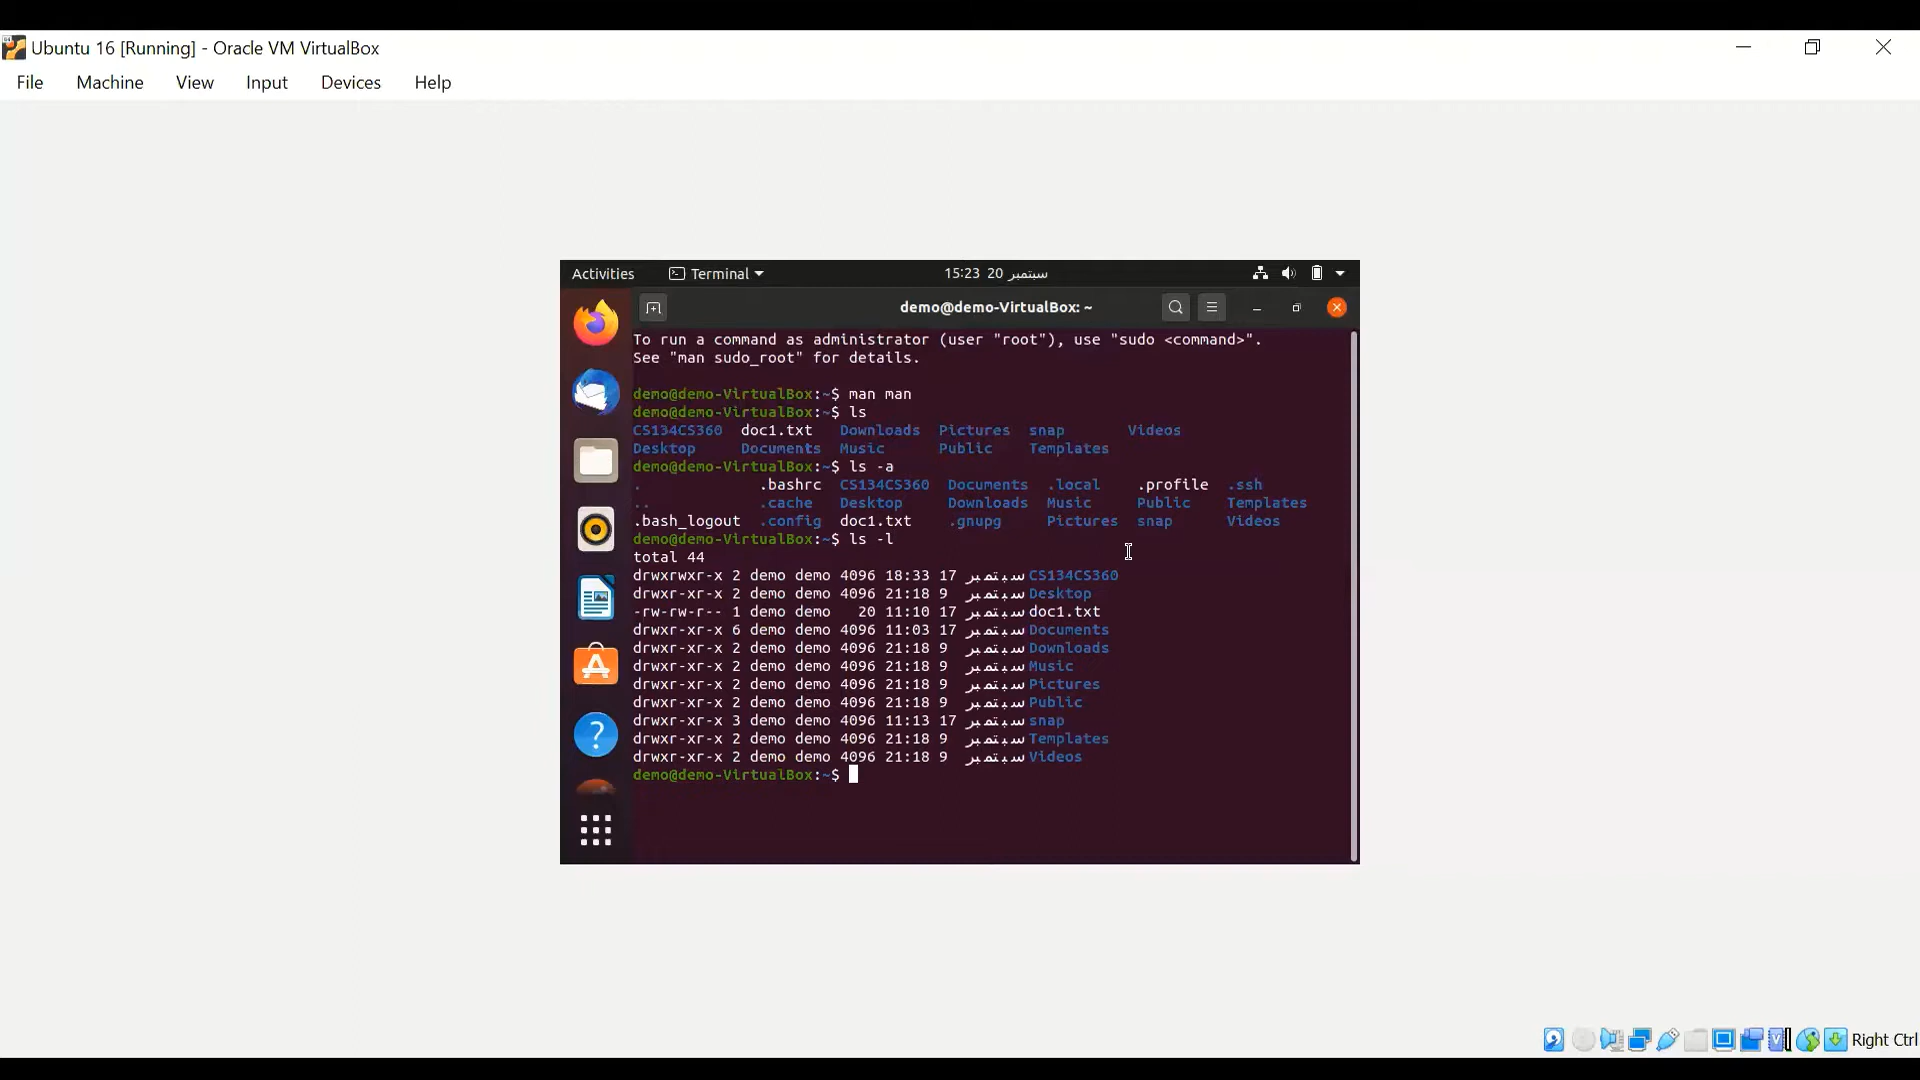 Ubuntu 16 [Running] - Oracle VM VirtualBox
File Machine View Input Devices Help
Activities Terminal 15:23 20 سبتمبر
demo@demo-VirtualBox: ~
To run a command as administrator (user "root"), use "sudo <command>".
See "man sudo_root" for details.
demo@demo-VirtualBox:~$ man man
demo@demo-VirtualBox:~$ ls
CS134CS360 doc1.txt Downloads Pictures snap Videos
Desktop Documents Music Public Templates
demo@demo-VirtualBox:~$ ls -a
. .bashrc CS134CS360 Documents .local .profile .ssh
.. .cache Desktop Downloads Music Public Templates
.bash_logout .config doc1.txt .gnupg Pictures snap Videos
demo@demo-VirtualBox:~$ ls -l
total 44
drwxrwxr-x 2 demo demo 4096 18:33 17 سبتمبر CS134CS360
drwxr-xr-x 2 demo demo 4096 21:18 9 سبتمبر Desktop
-rw-rw-r-- 1 demo demo 20 11:10 17 سبتمبر doc1.txt
drwxr-xr-x 6 demo demo 4096 11:03 17 سبتمبر Documents
drwxr-xr-x 2 demo demo 4096 21:18 9 سبتمبر Downloads
drwxr-xr-x 2 demo demo 4096 21:18 9 سبتمبر Music
drwxr-xr-x 2 demo demo 4096 21:18 9 سبتمبر Pictures
drwxr-xr-x 2 demo demo 4096 21:18 9 سبتمبر Public
drwxr-xr-x 3 demo demo 4096 11:13 17 سبتمبر snap
drwxr-xr-x 2 demo demo 4096 21:18 9 سبتمبر Templates
drwxr-xr-x 2 demo demo 4096 21:18 9 سبتمبر Videos
demo@demo-VirtualBox:~$
Right Ctrl